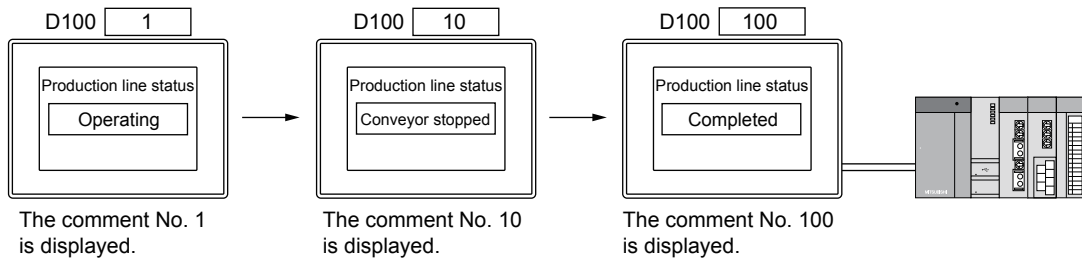 D100 1
D100 10
D100 100
Production line status
Operating
Production line status
Conveyor stopped
Production line status
Completed
MITSUBISHI
The comment No. 1
is displayed.
The comment No. 10
is displayed.
The comment No. 100
is displayed.